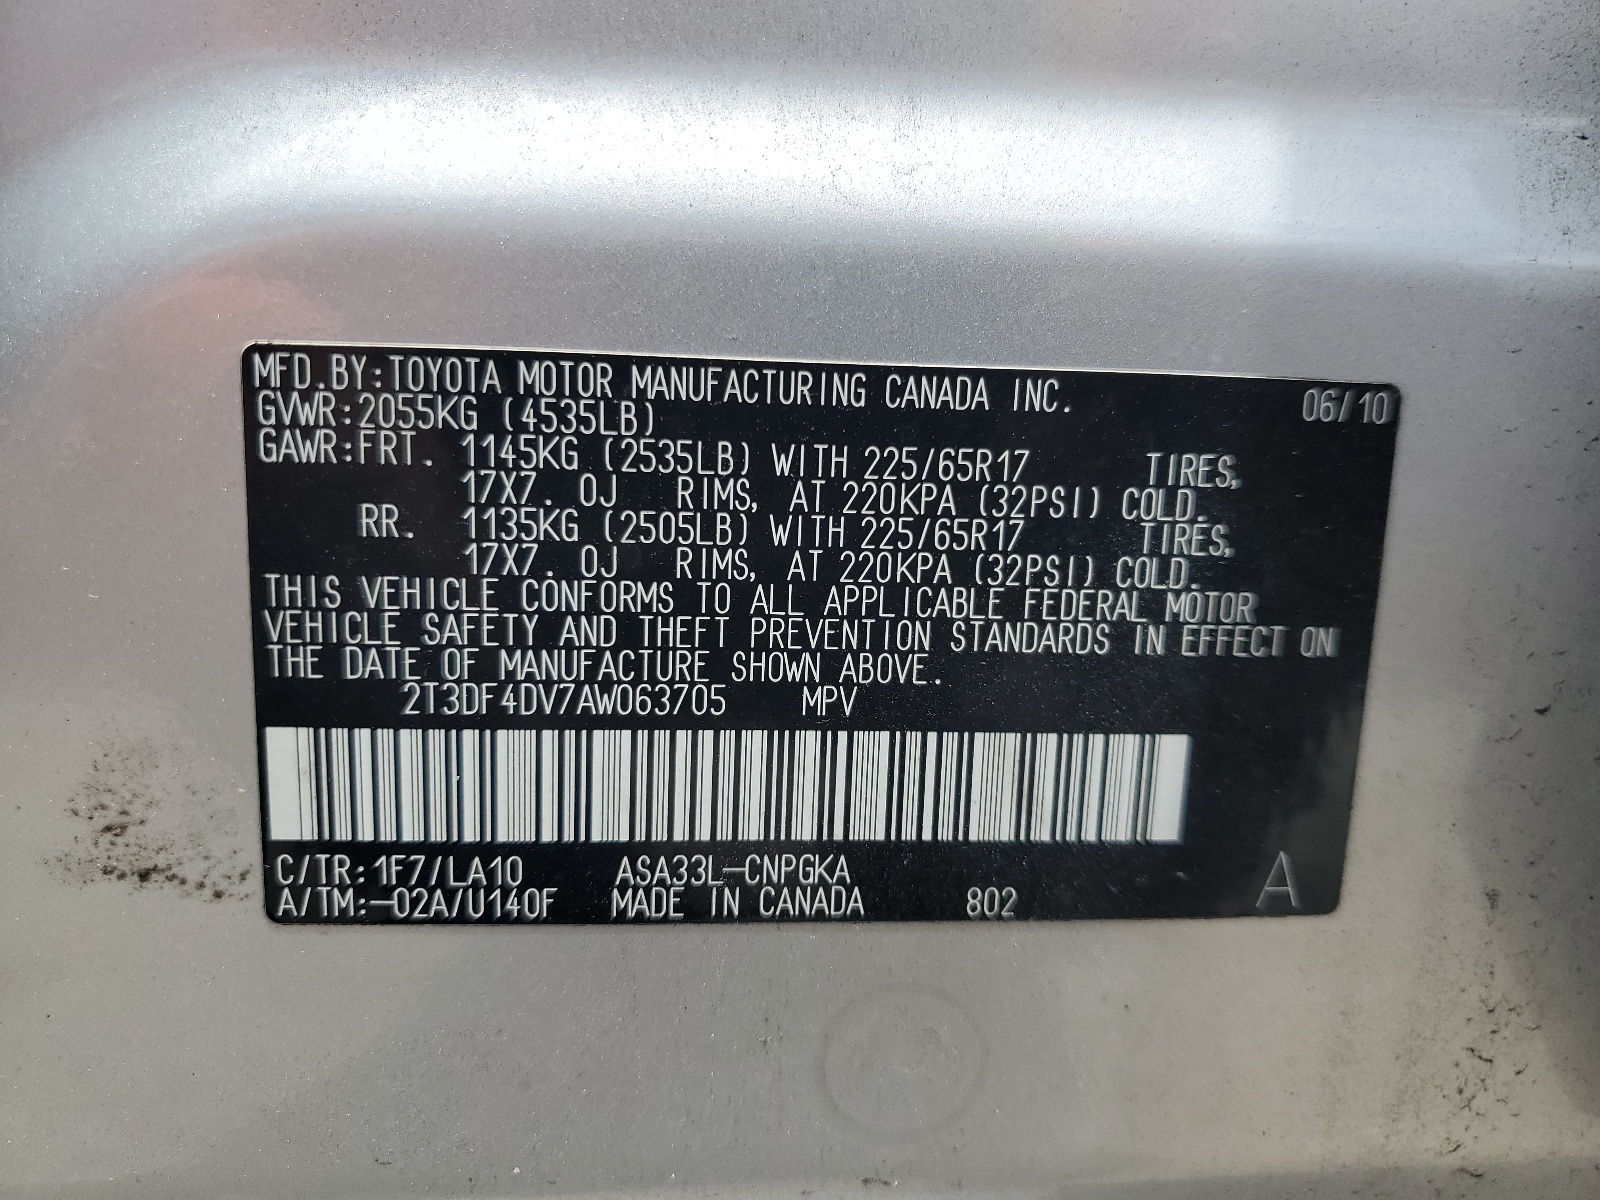 MFD.BY:TOYOTA MOTOR MANUFACTURING CANADA INC. 06/10
GVWR:2055KG (4535LB)
GAWR:FRT. 1145KG (2535LB) WITH 225/65R17 TIRES,
17X7.0J RIMS, AT 220KPA (32PSI) COLD.
RR. 1135KG (2505LB) WITH 225/65R17 TIRES,
17X7.0J RIMS, AT 220KPA (32PSI) COLD.
THIS VEHICLE CONFORMS TO ALL APPLICABLE FEDERAL MOTOR
VEHICLE SAFETY AND THEFT PREVENTION STANDARDS IN EFFECT ON
THE DATE OF MANUFACTURE SHOWN ABOVE.
2T3DF4DV7AW063705 MPV
C/TR:1F7/LA10 ASA33L-CNPGKA
A/TM:-02A/U140F MADE IN CANADA 802 A